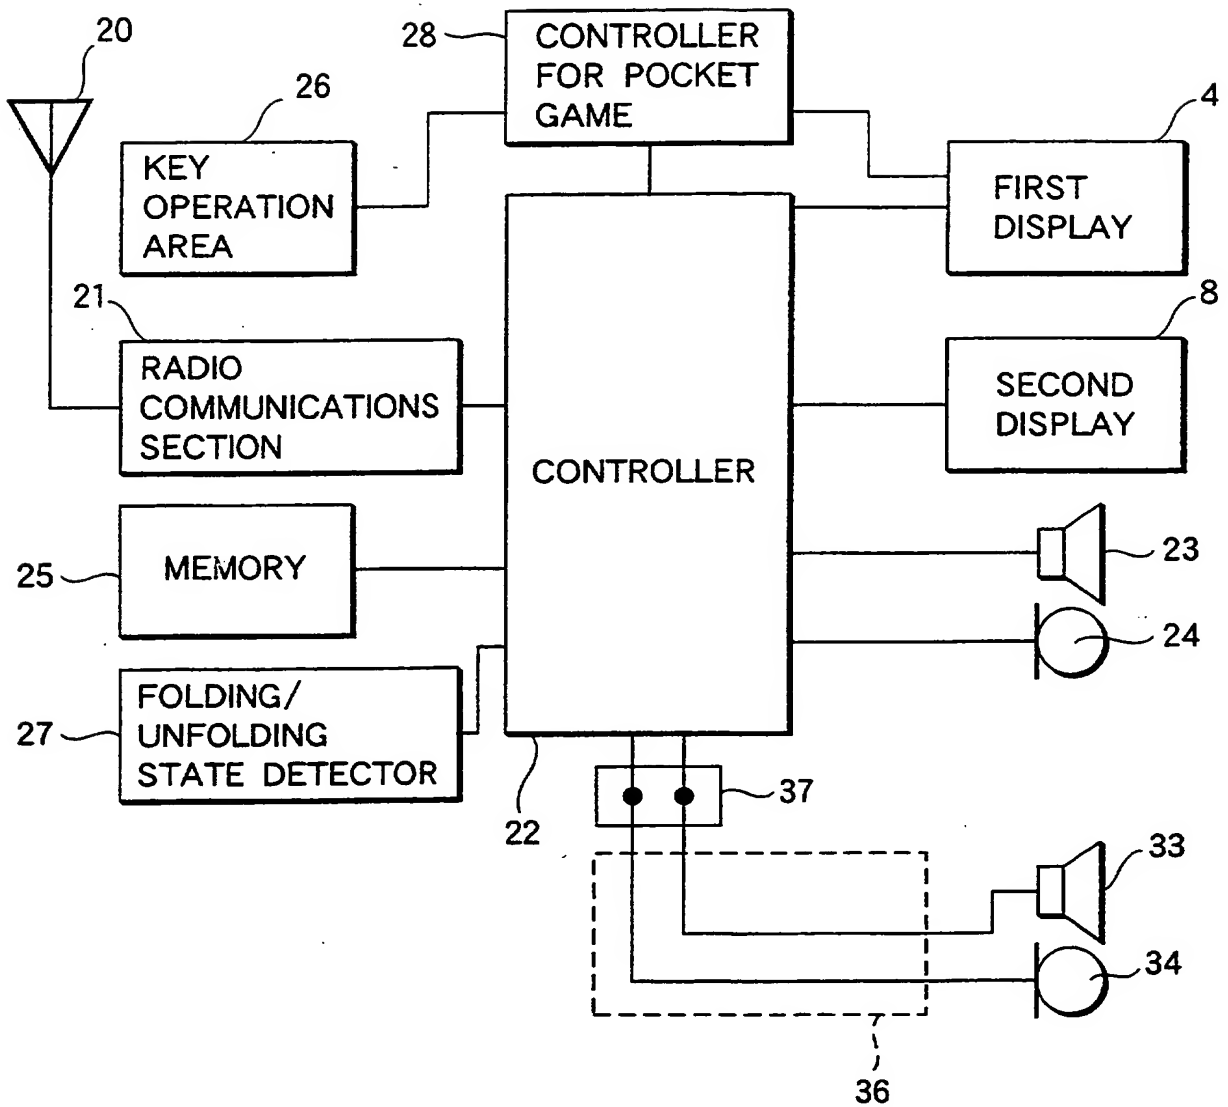 20
28
CONTROLLER
FOR POCKET
GAME
4
26
KEY
OPERATION
AREA
FIRST
DISPLAY
21
8
RADIO
COMMUNICATIONS
SECTION
SECOND
DISPLAY
CONTROLLER
25
MEMORY
23
24
27
FOLDING/
UNFOLDING
STATE DETECTOR
22
37
33
34
36